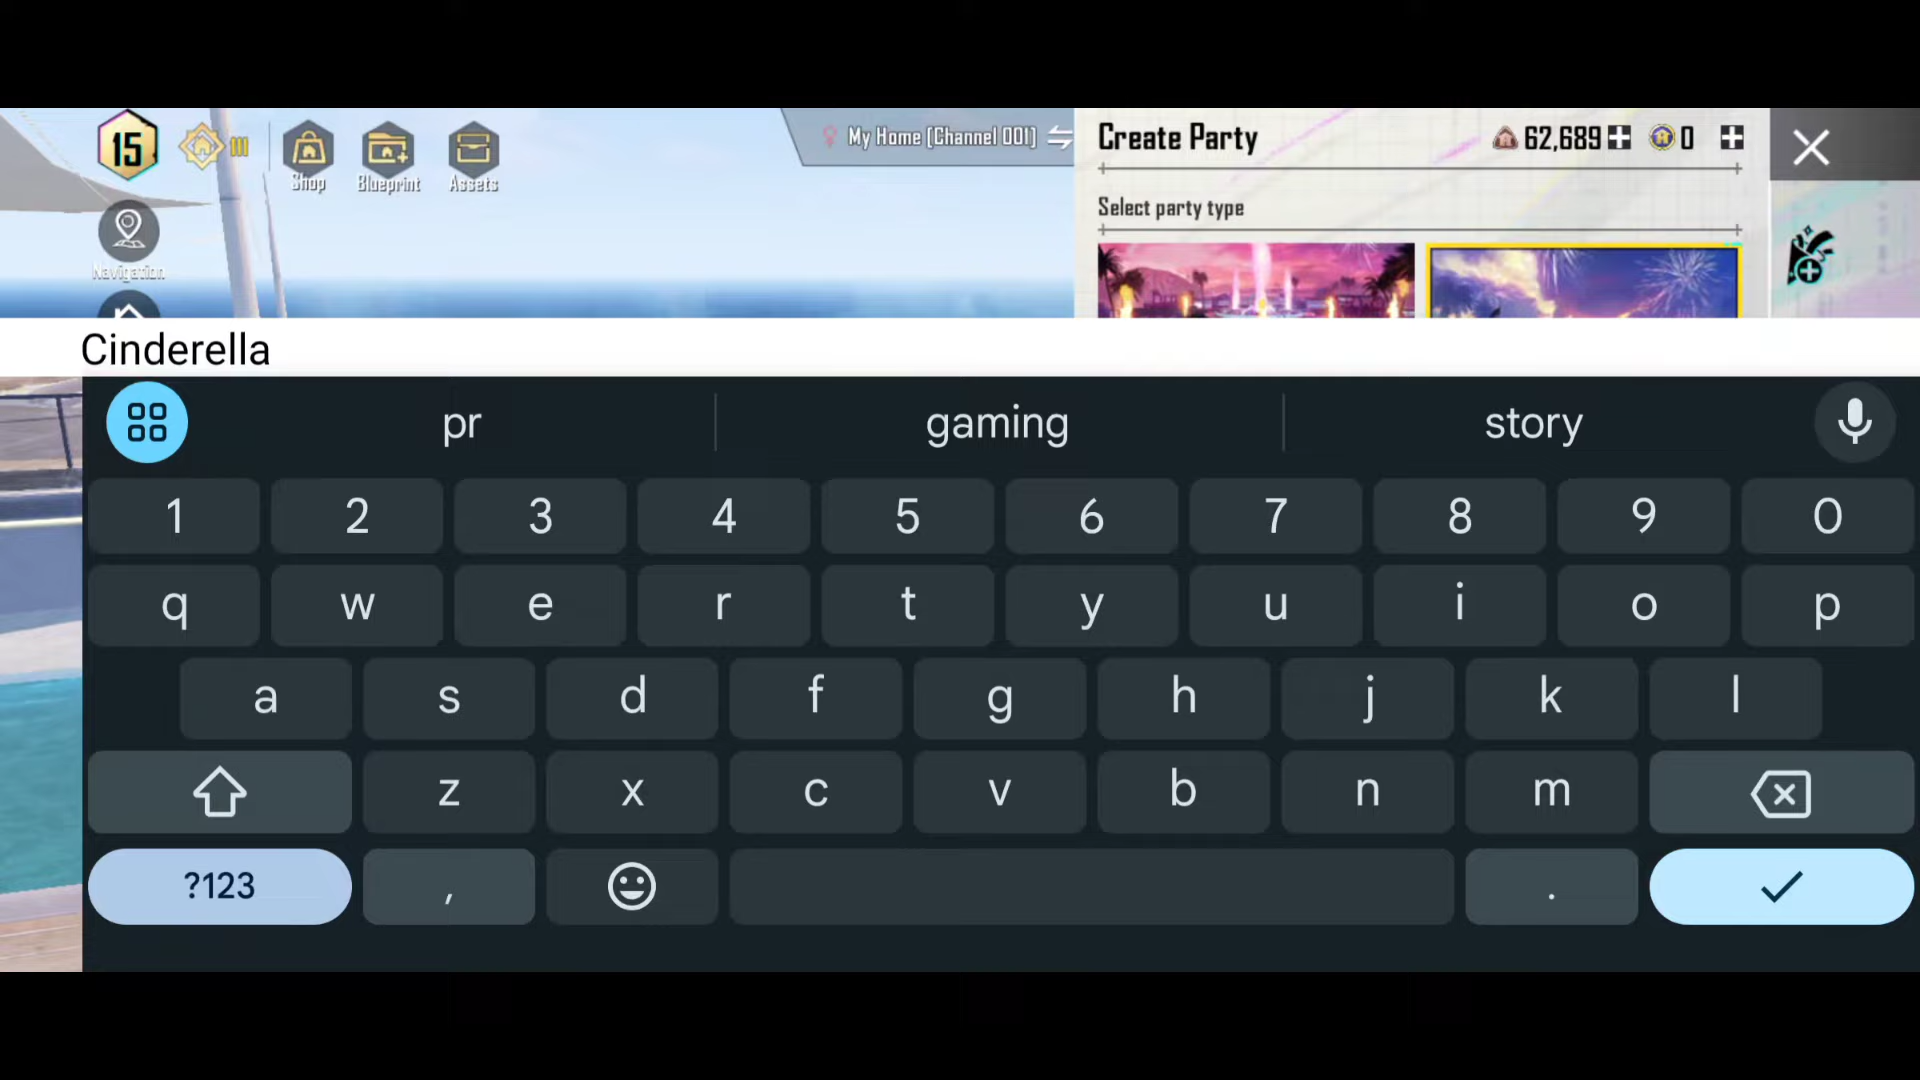 15
III
Shop
Blueprint
Assets
My Home (Channel 001)
Create Party
62,689
0
Select party type
Navigation
Cinderella
pr
gaming
story
1 2 3 4 5 6 7 8 9 0
q w e r t y u i o p
a s d f g h j k l
z x c v b n m
?123
,
.